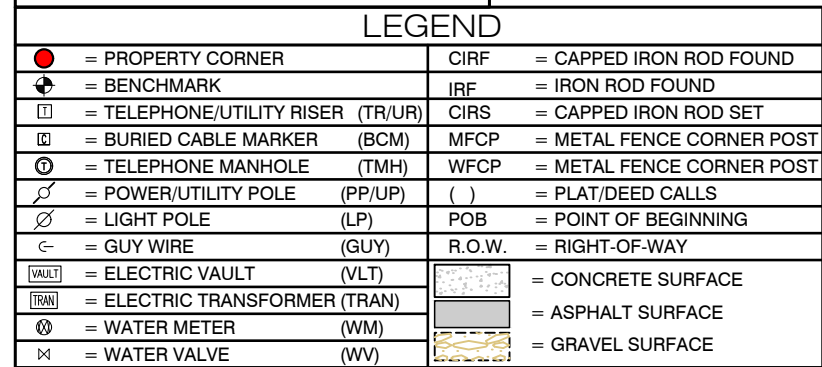 LEGEND
= PROPERTY CORNER
= BENCHMARK
T = TELEPHONE/UTILITY RISER (TR/UR)
C = BURIED CABLE MARKER (BCM)
T = TELEPHONE MANHOLE (TMH)
= POWER/UTILITY POLE (PP/UP)
= LIGHT POLE (LP)
= GUY WIRE (GUY)
VAULT = ELECTRIC VAULT (VLT)
TRAN = ELECTRIC TRANSFORMER (TRAN)
= WATER METER (WM)
= WATER VALVE (WV)
CIRF = CAPPED IRON ROD FOUND
IRF = IRON ROD FOUND
CIRS = CAPPED IRON ROD SET
MFCP = METAL FENCE CORNER POST
WFCP = METAL FENCE CORNER POST
( ) = PLAT/DEED CALLS
POB = POINT OF BEGINNING
R.O.W. = RIGHT-OF-WAY
= CONCRETE SURFACE
= ASPHALT SURFACE
= GRAVEL SURFACE